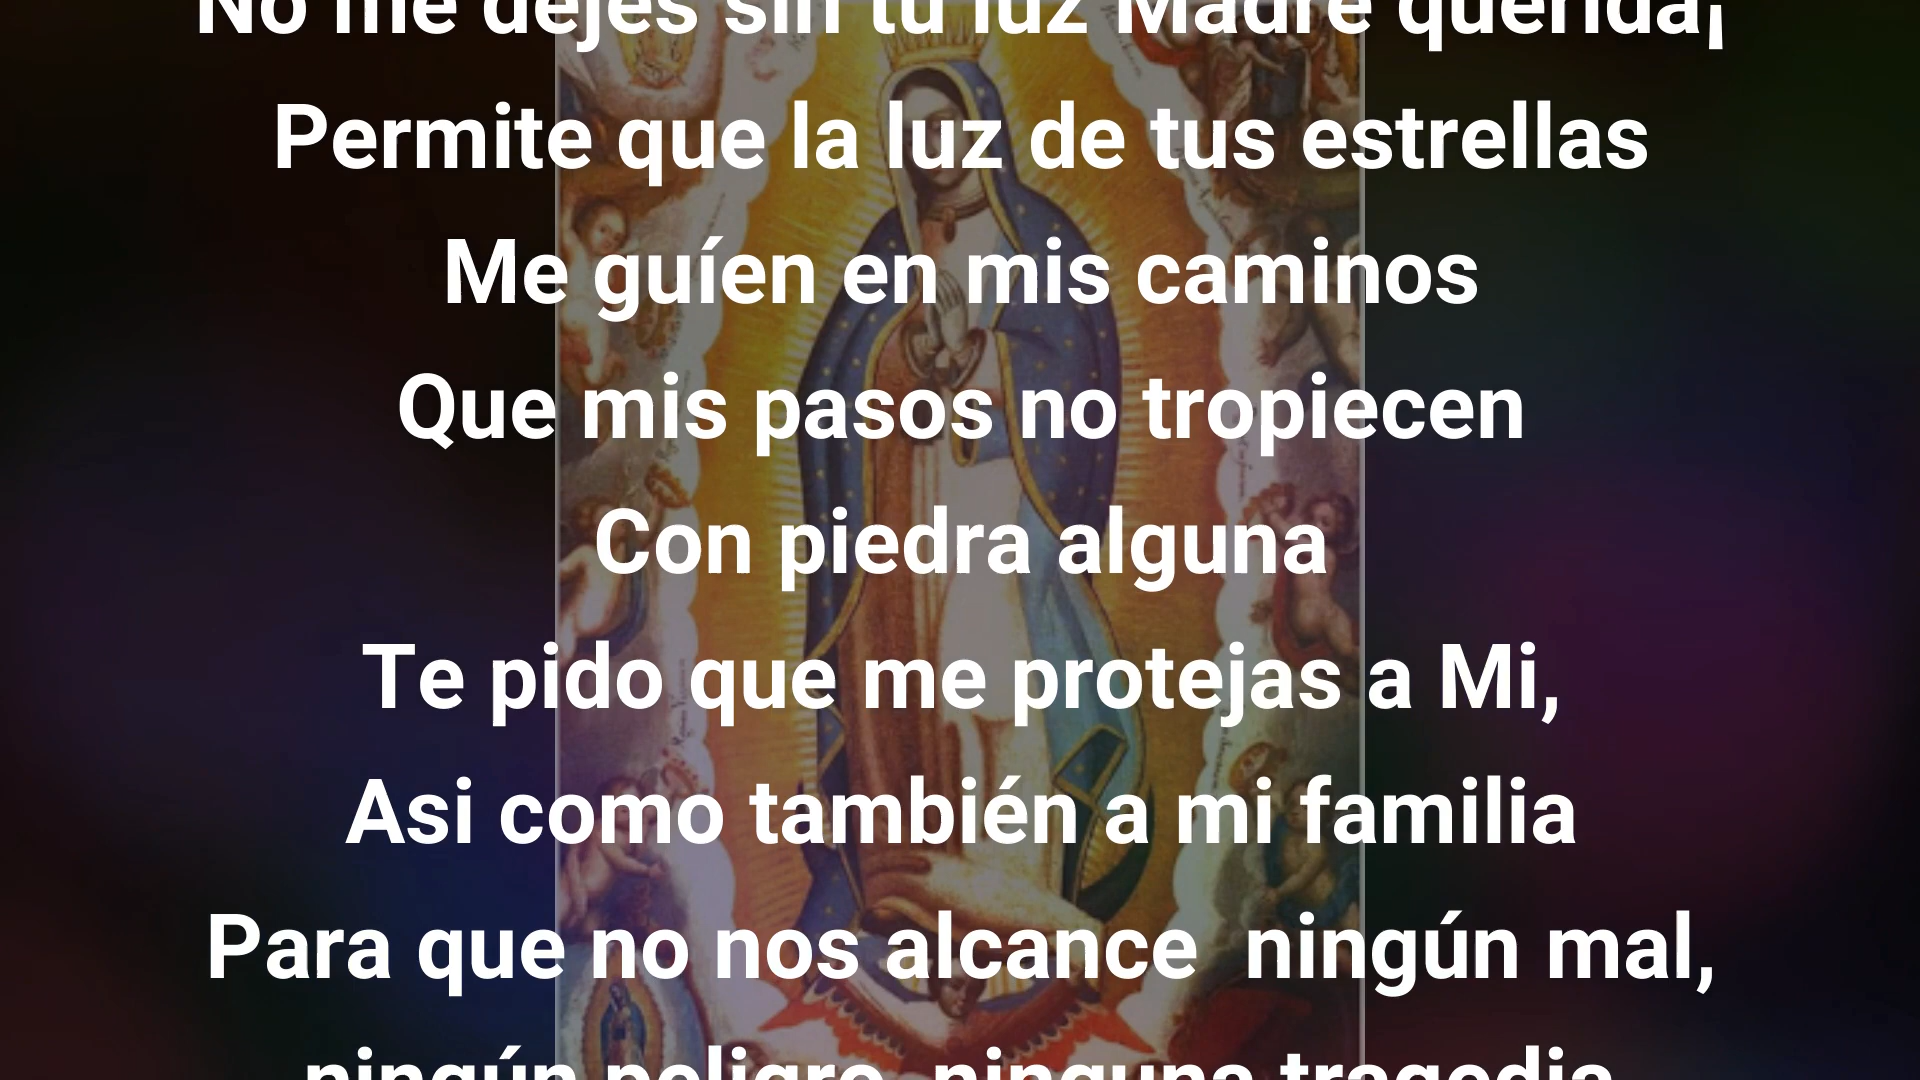 No me dejes sin tu luz Madre querida¡
Permite que la luz de tus estrellas
Me guíen en mis caminos
Que mis pasos no tropiecen
Con piedra alguna
Te pido que me protejas a Mi,
Asi como también a mi familia
Para que no nos alcance  ningún mal,
ningún peligro, ninguna tragedia